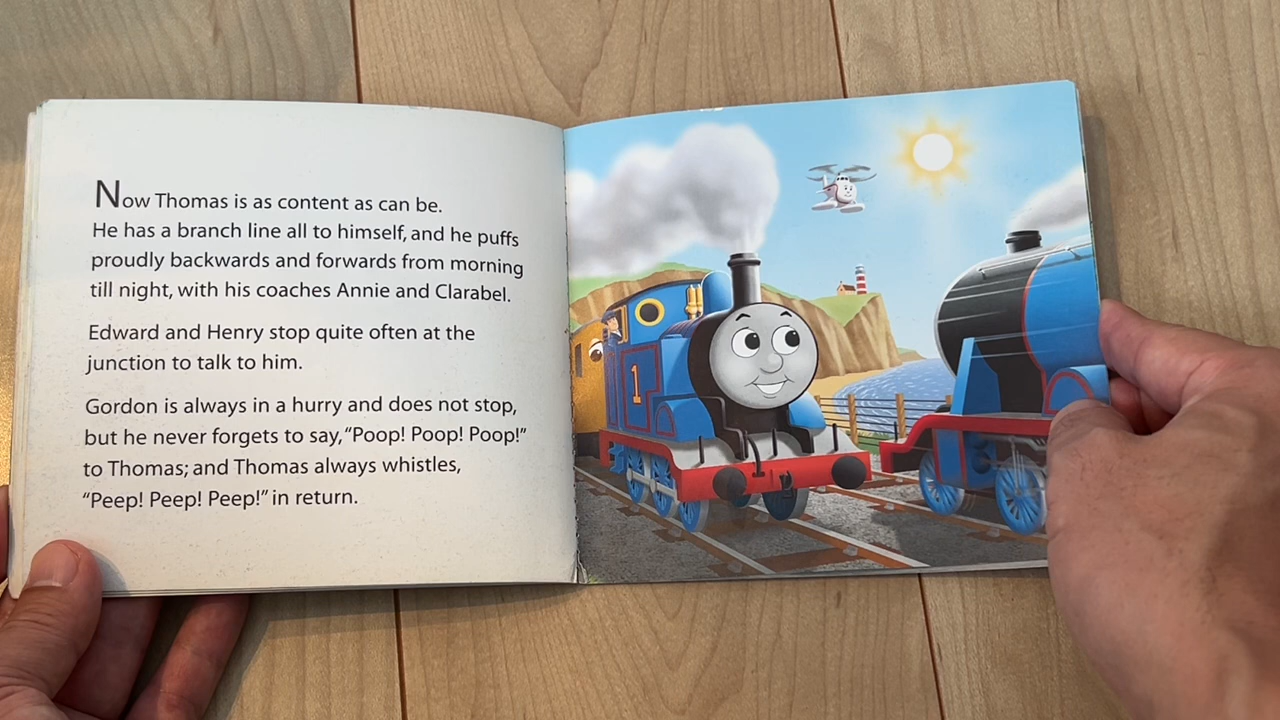 Now Thomas is as content as can be.
He has a branch line all to himself, and he puffs
proudly backwards and forwards from morning
till night, with his coaches Annie and Clarabel.
Edward and Henry stop quite often at the
junction to talk to him.
Gordon is always in a hurry and does not stop,
but he never forgets to say, “Poop! Poop! Poop!”
to Thomas; and Thomas always whistles,
“Peep! Peep! Peep!” in return.
1